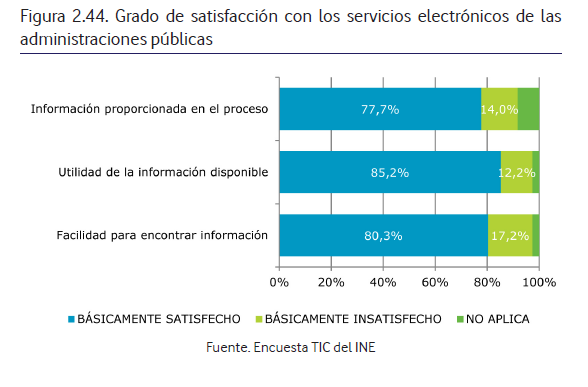 Figura 2.44. Grado de satisfacción con los servicios electrónicos de las
administraciones públicas
Información proporcionada en el proceso
77,7%
14,0%
Utilidad de la información disponible
85,2%
12,2%
Facilidad para encontrar información
80,3%
17,2%
0% 20% 40% 60% 80% 100%
BÁSICAMENTE SATISFECHO BÁSICAMENTE INSATISFECHO NO APLICA
Fuente. Encuesta TIC del INE